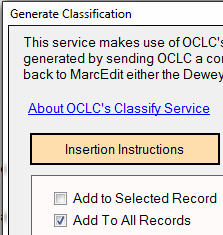 Generate Classification
This service makes use of OCLC's
generated by sending OCLC a
back to MarcEdit either the Dewey
About OCLC's Classify Service
Insertion Instructions
Add to Selected Record
Add To All Records